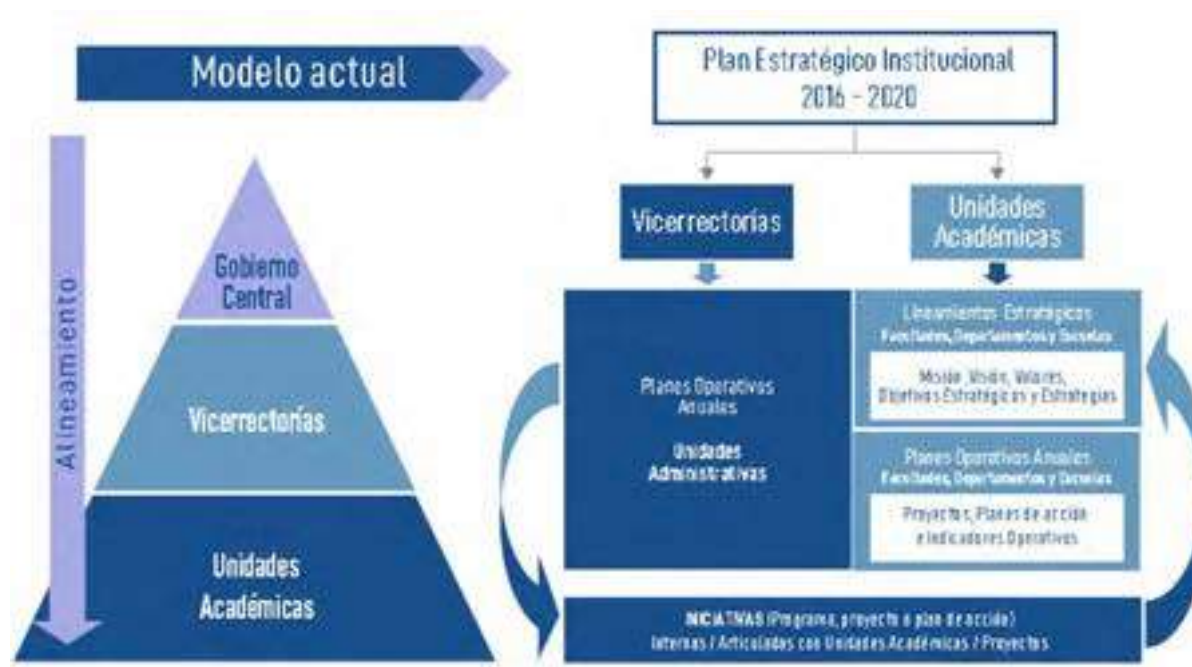 Modelo actual
Alineamiento
Gobierno
Central
Vicerrectorías
Unidades
Académicas
Plan Estratégico Institucional
2016 - 2020
Vicerrectorías
Unidades
Académicas
Planes Operativos
Anuales
Unidades
Administrativas
Lineamientos Estratégicos
Facultades, Departamentos y Escuelas
Misión, Visión, Valores,
Objetivos Estratégicos y Estrategias
Planes Operativos Anuales
Facultades, Departamentos y Escuelas
Proyectos, Planes de acción
e Indicadores Operativos
INICIATIVAS (Programa, proyecto o plan de acción)
Internas / Articuladas con Unidades Académicas / Proyectos